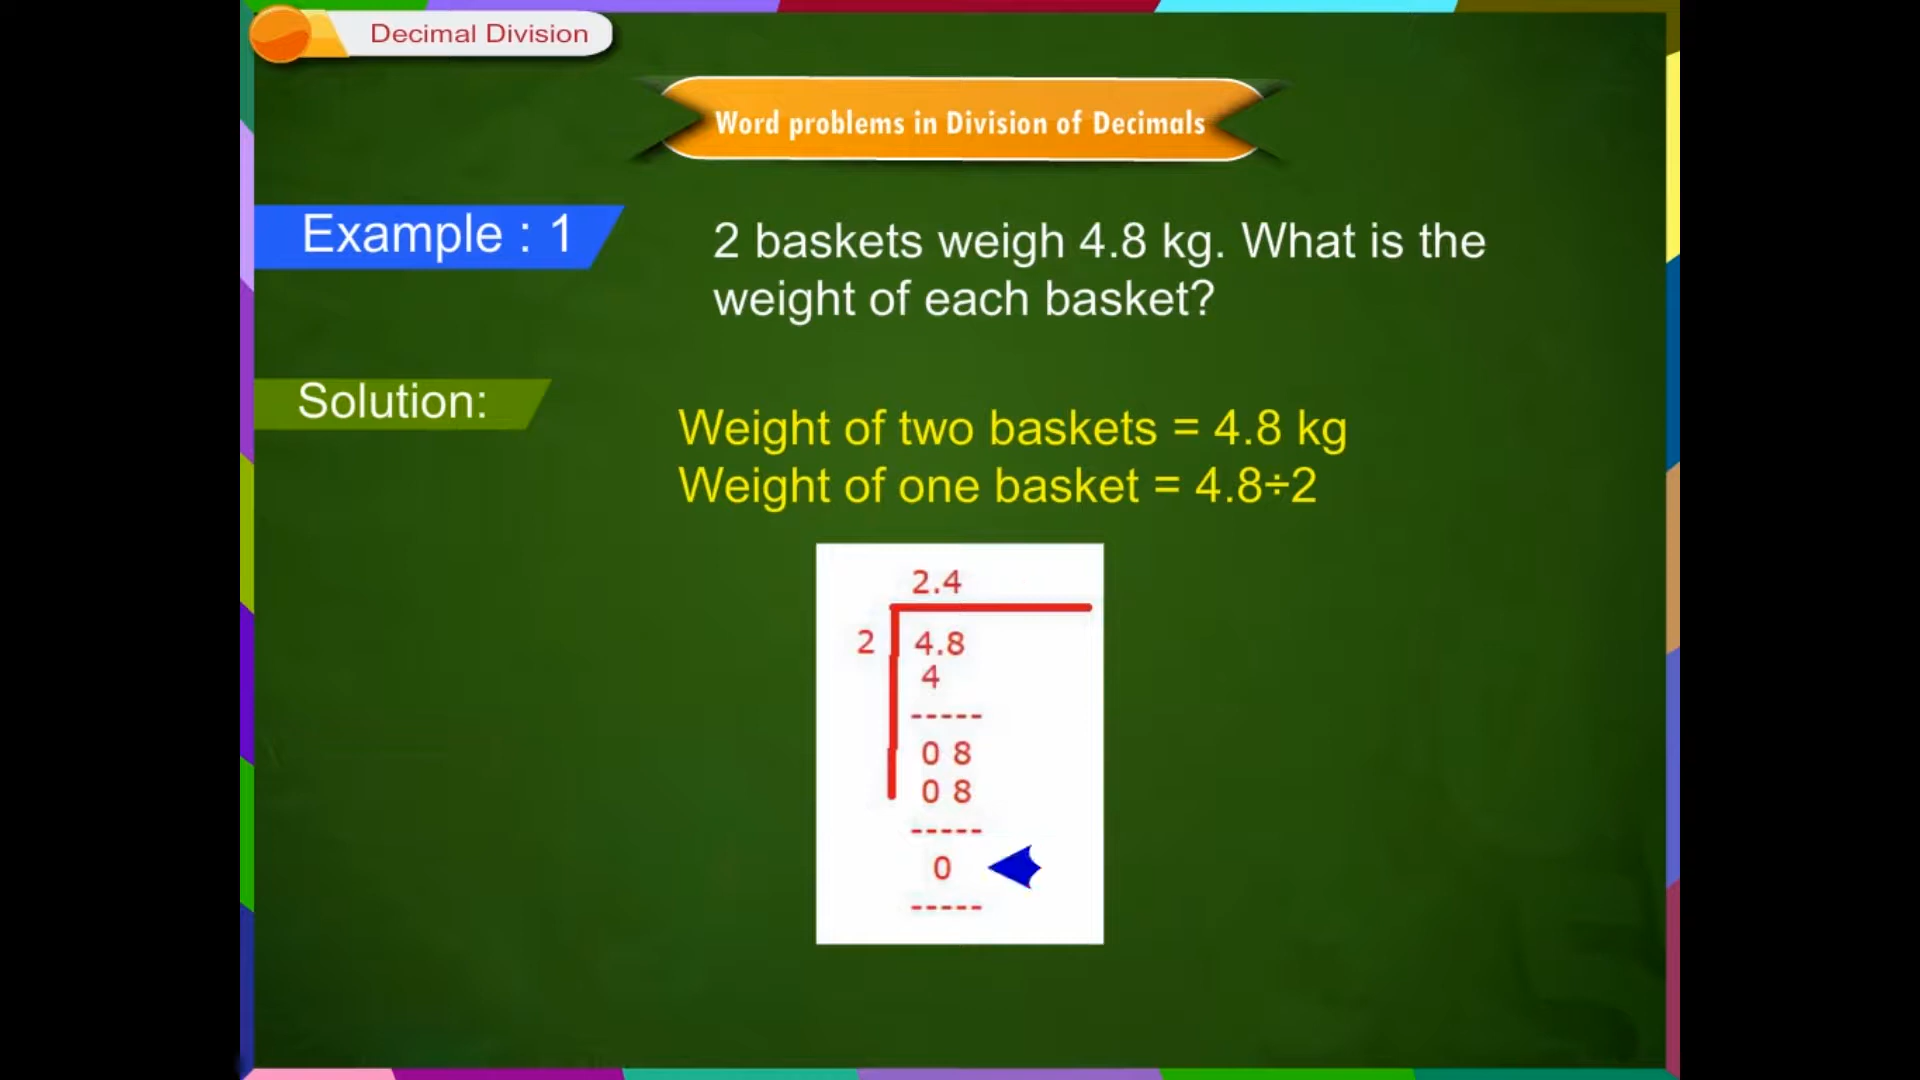 Decimal Division
Word problems in Division of Decimals
Example : 1
2 baskets weigh 4.8 kg. What is the
weight of each basket?
Solution:
Weight of two baskets = 4.8 kg
Weight of one basket = 4.8÷2
2.4
2 4.8
4
-----
0 8
0 8
-----
0
-----